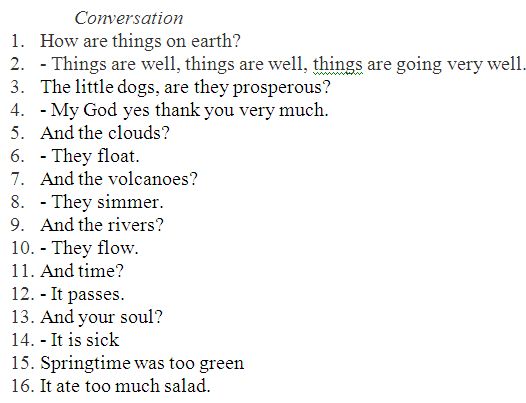 Conversation
1. How are things on earth?
2. - Things are well, things are well, things are going very well.
3. The little dogs, are they prosperous?
4. - My God yes thank you very much.
5. And the clouds?
6. - They float.
7. And the volcanoes?
8. - They simmer.
9. And the rivers?
10. - They flow.
11. And time?
12. - It passes.
13. And your soul?
14. - It is sick
15. Springtime was too green
16. It ate too much salad.